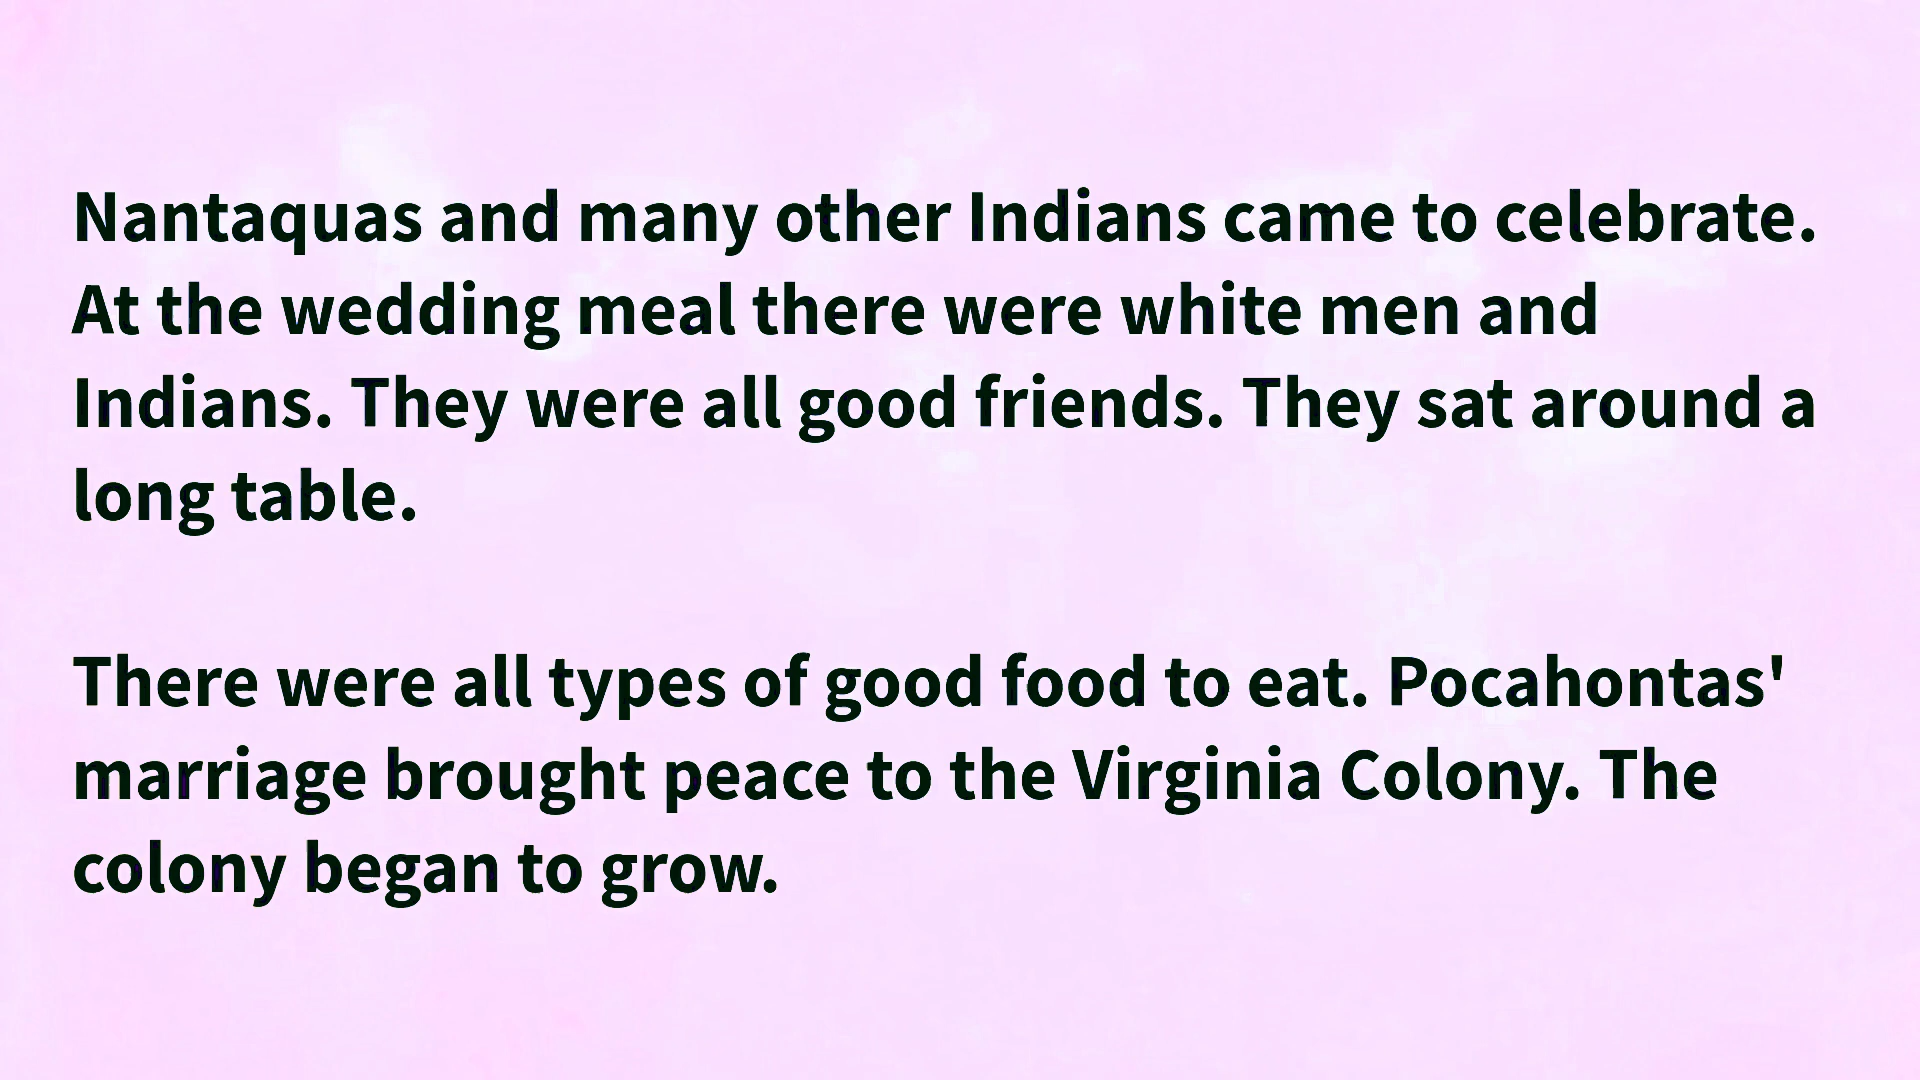 Nantaquas and many other Indians came to celebrate.
At the wedding meal there were white men and
Indians. They were all good friends. They sat around a
long table.
There were all types of good food to eat. Pocahontas'
marriage brought peace to the Virginia Colony. The
colony began to grow.